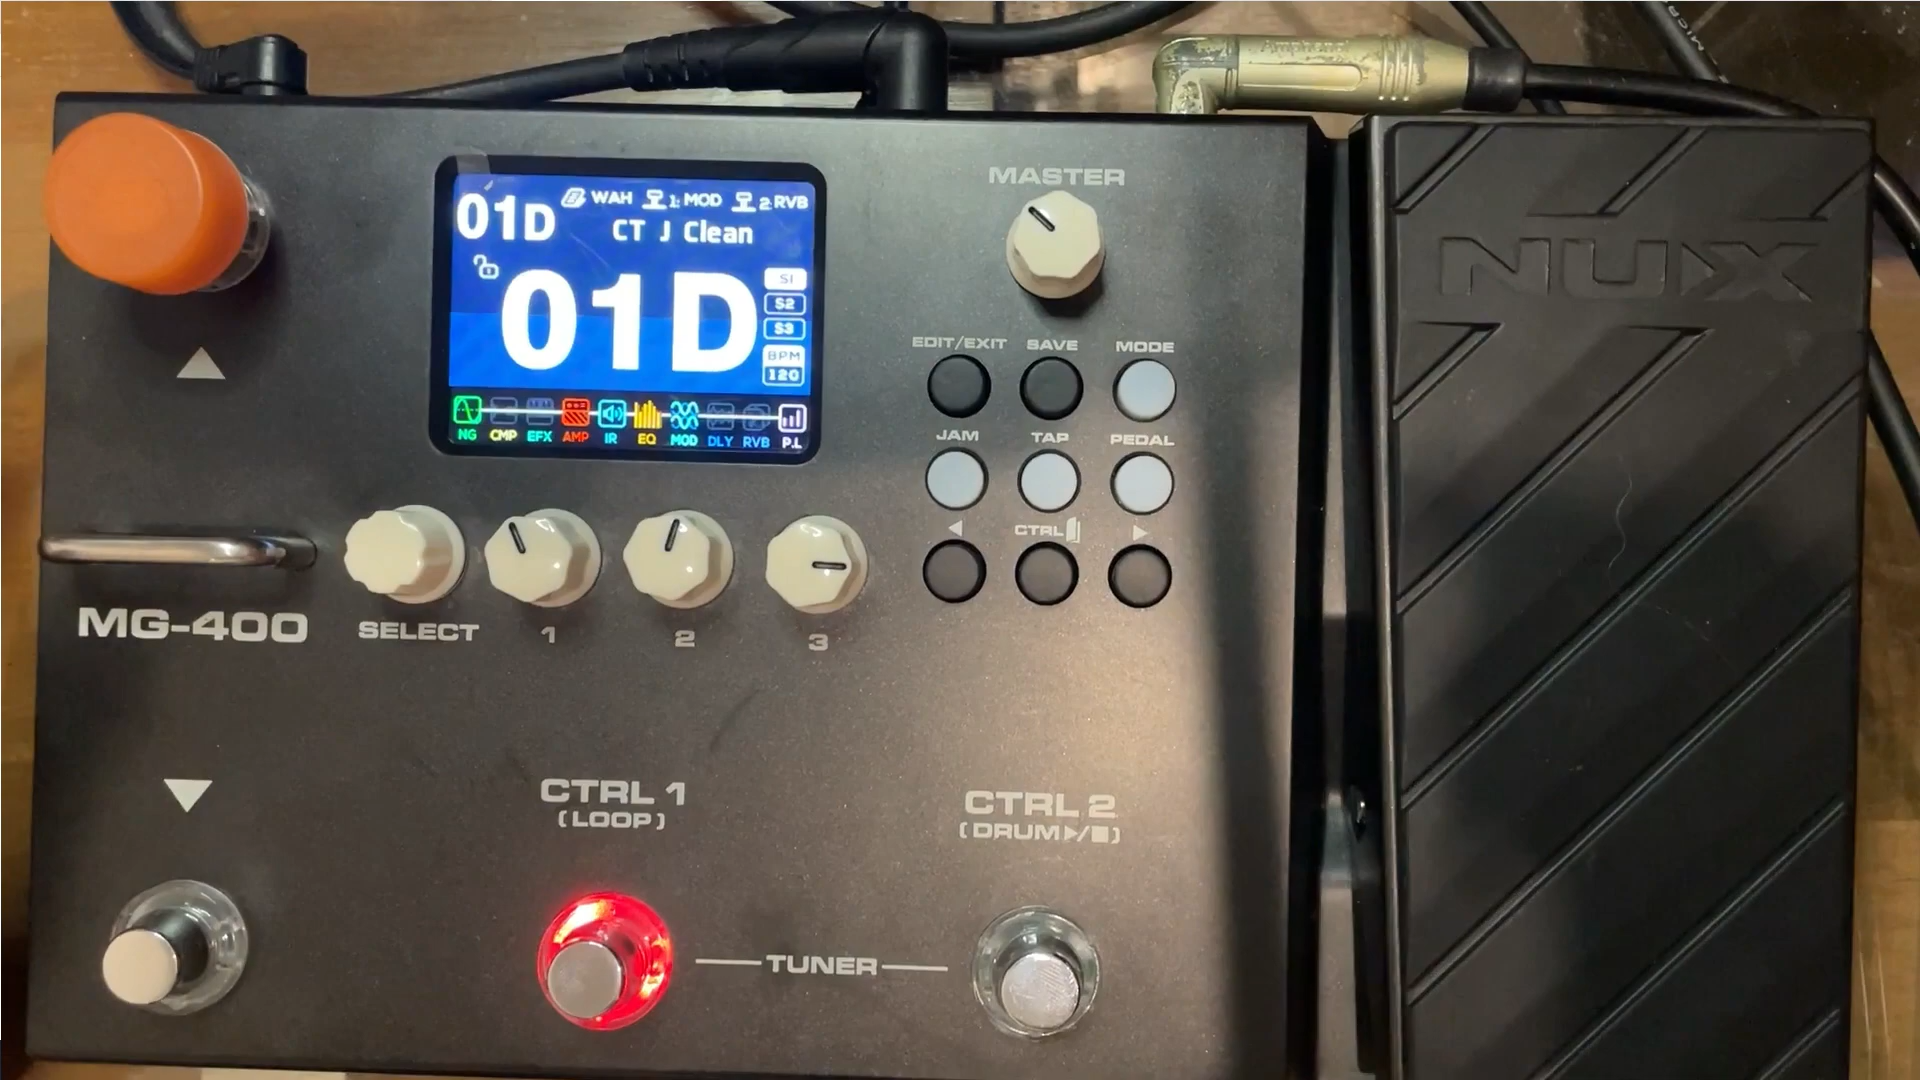 Amphenol
MIC
01D WAH 1: MOD 2:RVB
CT J Clean
01D
S1
S2
S3
BPM
120
NG CMP EFX AMP IR EQ MOD DLY RVB P.L
MASTER
NUX
EDIT/EXIT SAVE MODE
JAM TAP PEDAL
CTRL
MG-400
SELECT 1 2 3
CTRL 1
(LOOP)
CTRL 2
(DRUM▶/■)
TUNER